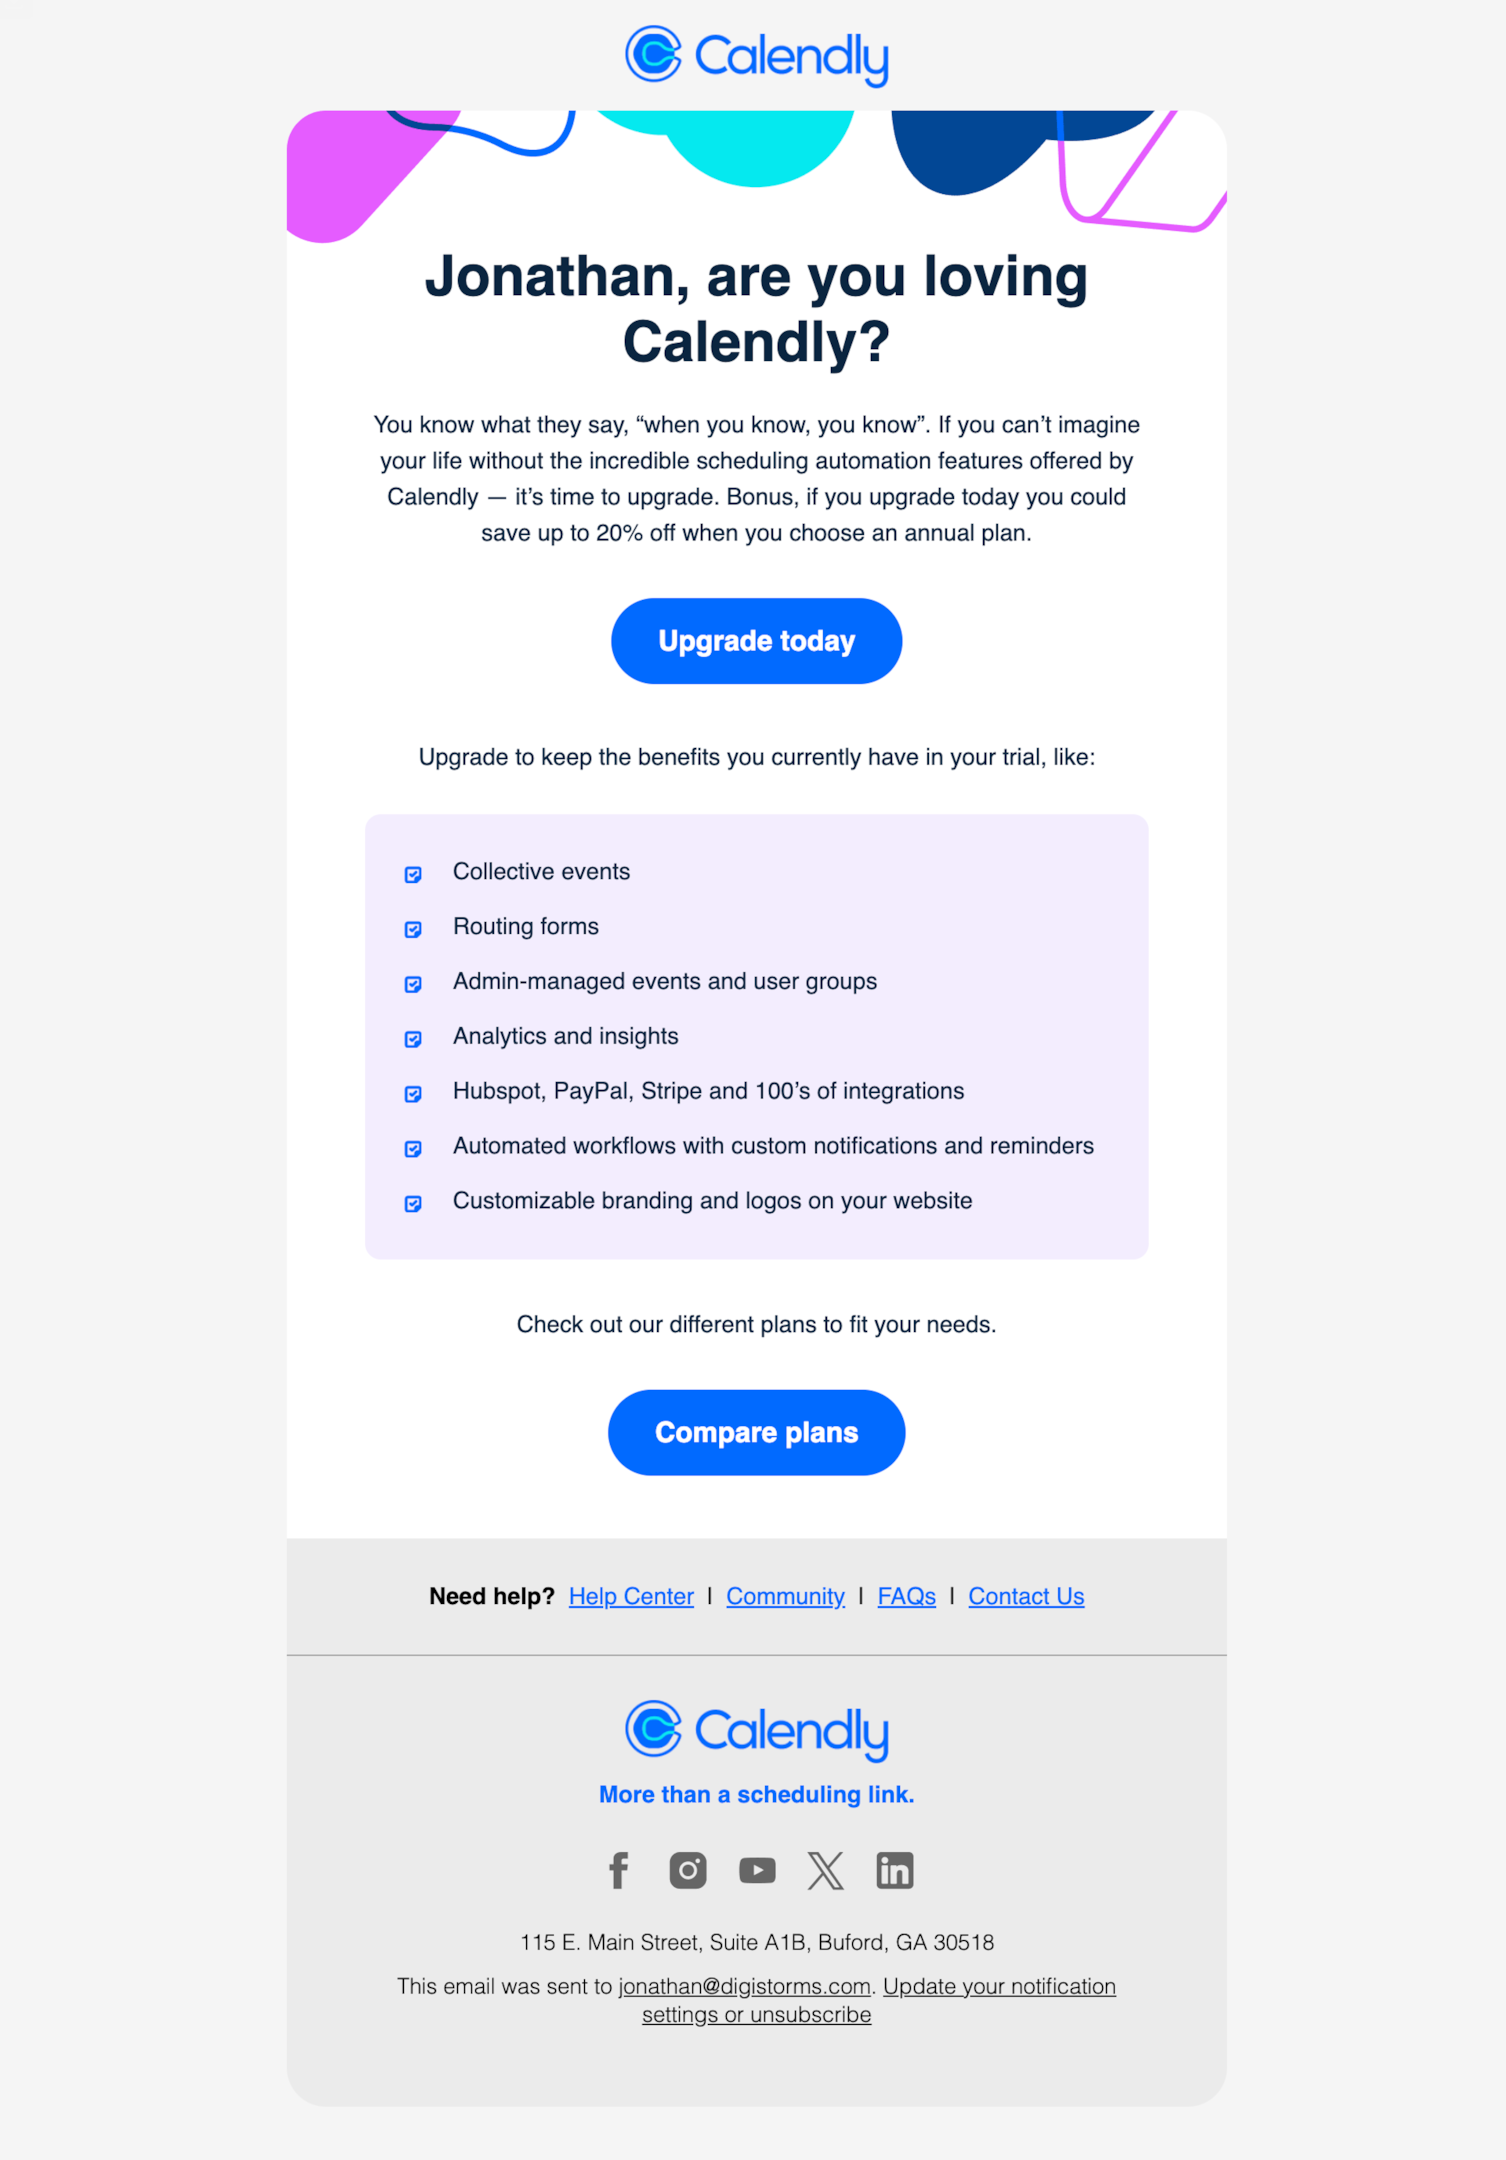 Calendly
Jonathan, are you loving
Calendly?
You know what they say, “when you know, you know”. If you can’t imagine
your life without the incredible scheduling automation features offered by
Calendly — it’s time to upgrade. Bonus, if you upgrade today you could
save up to 20% off when you choose an annual plan.
Upgrade today
Upgrade to keep the benefits you currently have in your trial, like:
Collective events
Routing forms
Admin-managed events and user groups
Analytics and insights
Hubspot, PayPal, Stripe and 100’s of integrations
Automated workflows with custom notifications and reminders
Customizable branding and logos on your website
Check out our different plans to fit your needs.
Compare plans
Need help? Help Center | Community | FAQs | Contact Us
Calendly
More than a scheduling link.
115 E. Main Street, Suite A1B, Buford, GA 30518
This email was sent to jonathan@digistorms.com. Update your notification
settings or unsubscribe